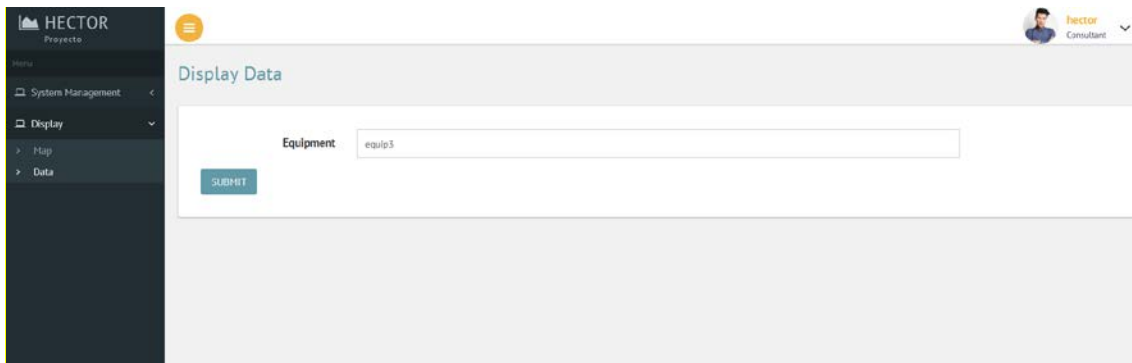 HECTOR
Proyecto
Menu
System Management
Display
Map
Data
hector
Consultant
Display Data
Equipment
equip3
SUBMIT